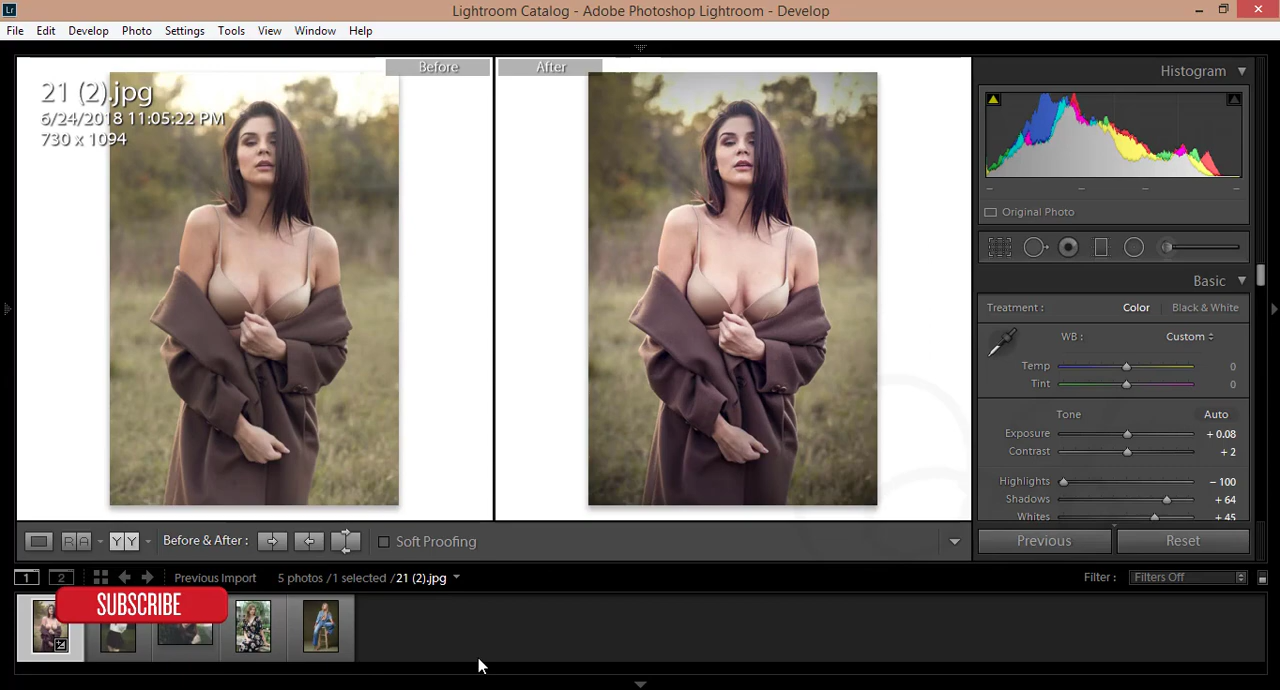 Lr
Lightroom Catalog - Adobe Photoshop Lightroom - Develop
File Edit Develop Photo Settings Tools View Window Help
Before After
21 (2).jpg
6/24/2018 11:05:22 PM
730 x 1094
Histogram
Original Photo
Basic
Treatment : Color Black & White
WB : Custom
Temp 0
Tint 0
Tone Auto
Exposure + 0.08
Contrast + 2
Highlights – 100
Shadows + 64
Whites + 45
R A Y Y Before & After : Soft Proofing
Previous Reset
1 2 Previous Import 5 photos / 1 selected / 21 (2).jpg Filter : Filters Off
SUBSCRIBE